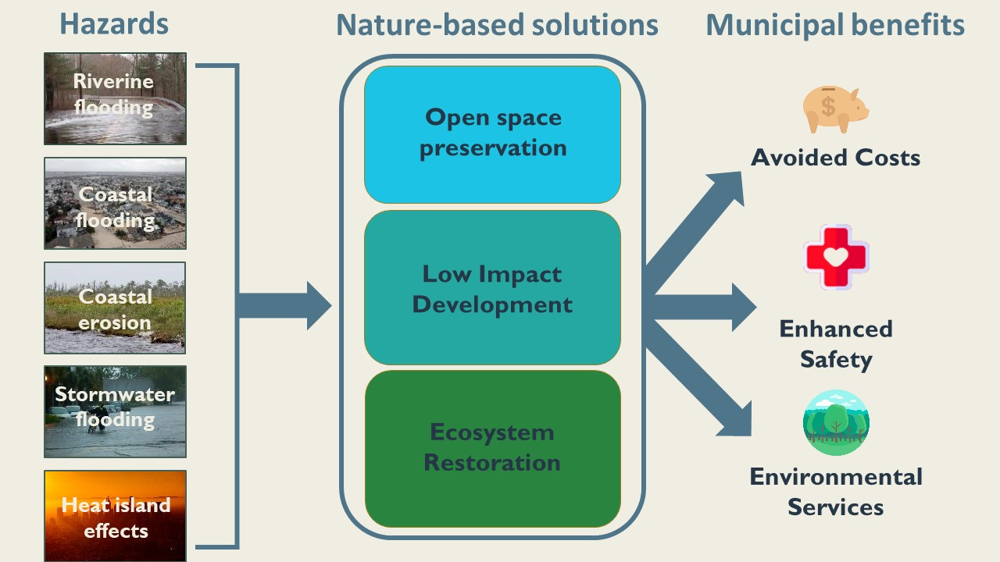 Hazards
Nature-based solutions
Municipal benefits
Riverine
flooding
Coastal
flooding
Coastal
erosion
Stormwater
flooding
Heat island
effects
Open space
preservation
Low Impact
Development
Ecosystem
Restoration
$
Avoided Costs
Enhanced
Safety
Environmental
Services